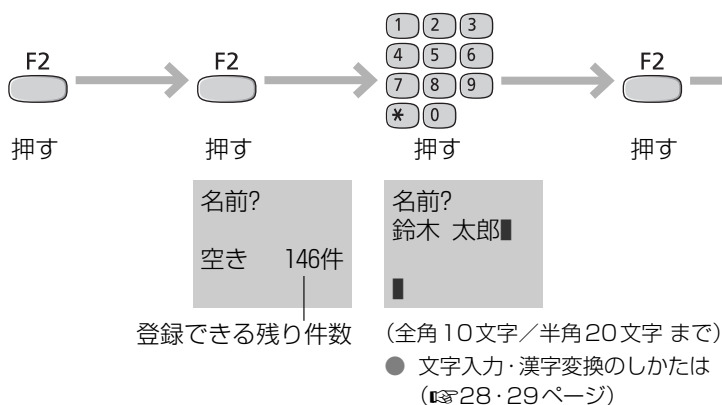 F2
F2
1 2 3
4 5 6
7 8 9
* 0
F2
押す
押す
押す
押す
名前?
空き 146件
登録できる残り件数
名前?
鈴木 太郎
(全角10文字/半角20文字 まで)
● 文字入力・漢字変換のしかたは
(☞28・29ページ)